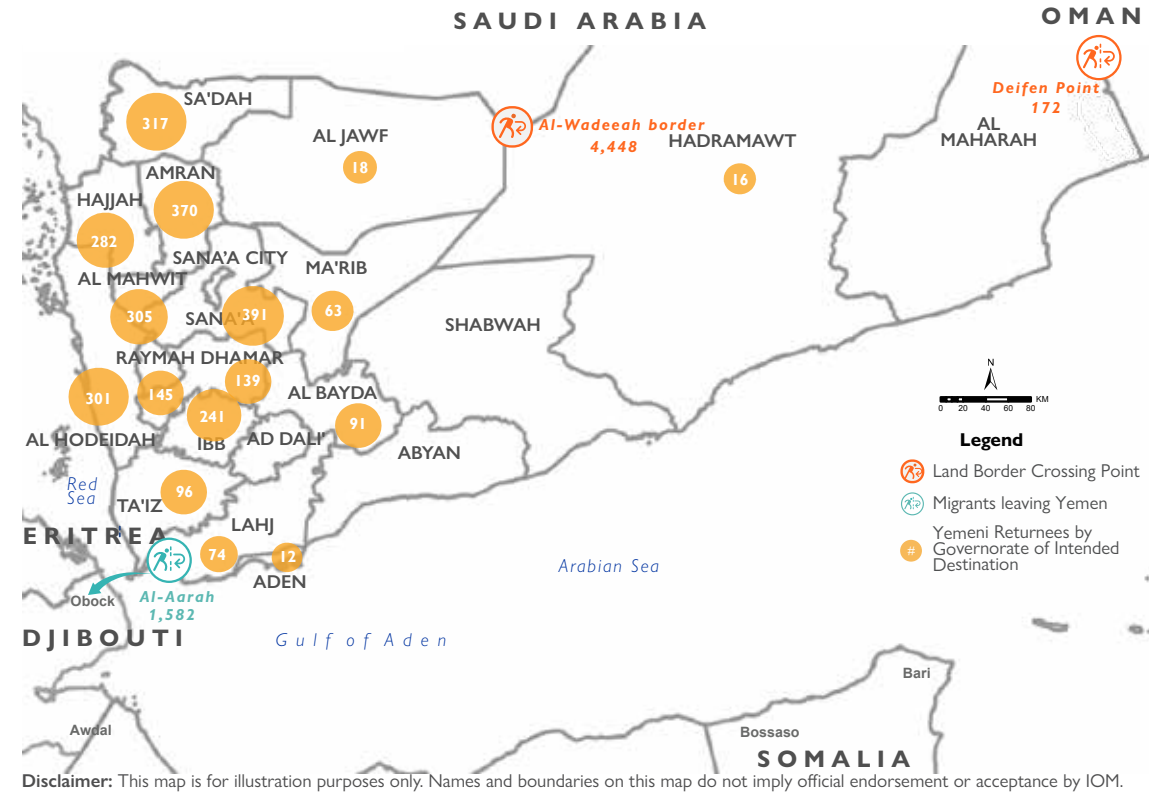 SAUDI ARABIA
OMAN
Deifen Point
172
SA'DAH
317
AL JAWF
18
Al-Wadeeah border
4,448
HADRAMAWT
16
AL
MAHARAH
AMRAN
370
HAJJAH
282
SANA'A CITY
MA'RIB
63
AL MAHWIT
305
SANA'A
391
SHABWAH
RAYMAH
DHAMAR
139
145
301
AL HODEIDAH
241
IBB
AL BAYDA
91
AD DALI'
ABYAN
Red
Sea
TA'IZ
96
LAHJ
74
12
ADEN
ERITREA
Obock
Al-Aarah
1,582
DJIBOUTI
Gulf of Aden
Arabian Sea
N
0 20 40 60 80 KM
Legend
Land Border Crossing Point
Migrants leaving Yemen
#
Yemeni Returnees by
Governorate of Intended
Destination
Bari
Awdal
Bossaso
SOMALIA
Disclaimer: This map is for illustration purposes only. Names and boundaries on this map do not imply official endorsement or acceptance by IOM.